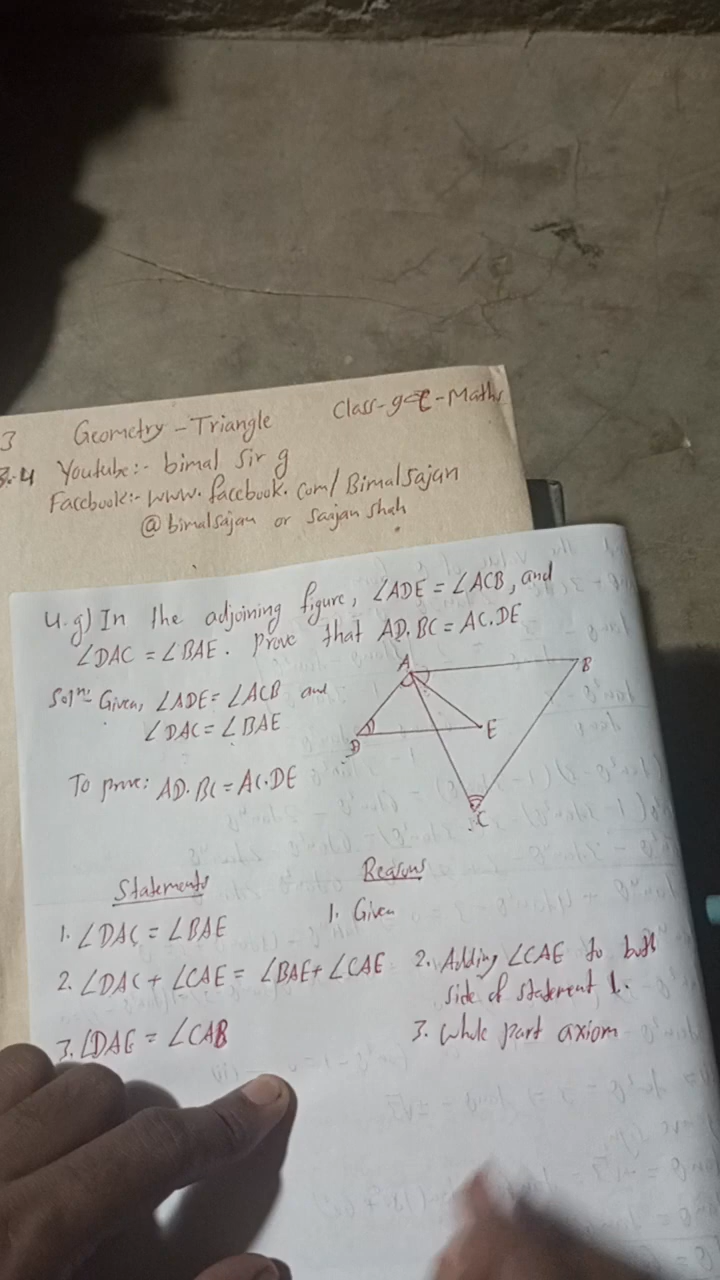 3 Geometry - Triangle Class - 9 - Maths
3.4 Youtube:- bimal Sir g
Facebook:- www.facebook.com/Bimalsajan
@bimalsajan or Sajan Shah
4.g) In the adjoining figure, ∠ADE = ∠ACB, and
∠DAC = ∠BAE. Prove that AD.BC = AC.DE
Solⁿ:- Given, ∠ADE = ∠ACB and
∠DAC = ∠BAE
To prove: AD.BC = AC.DE
A
B
D
E
C
Statements Reasons
1. ∠DAC = ∠BAE 1. Given
2. ∠DAC + ∠CAE = ∠BAE + ∠CAE 2. Adding ∠CAE to both
side of statement 1.
3. ∠DAE = ∠CAB 3. Whole part axiom